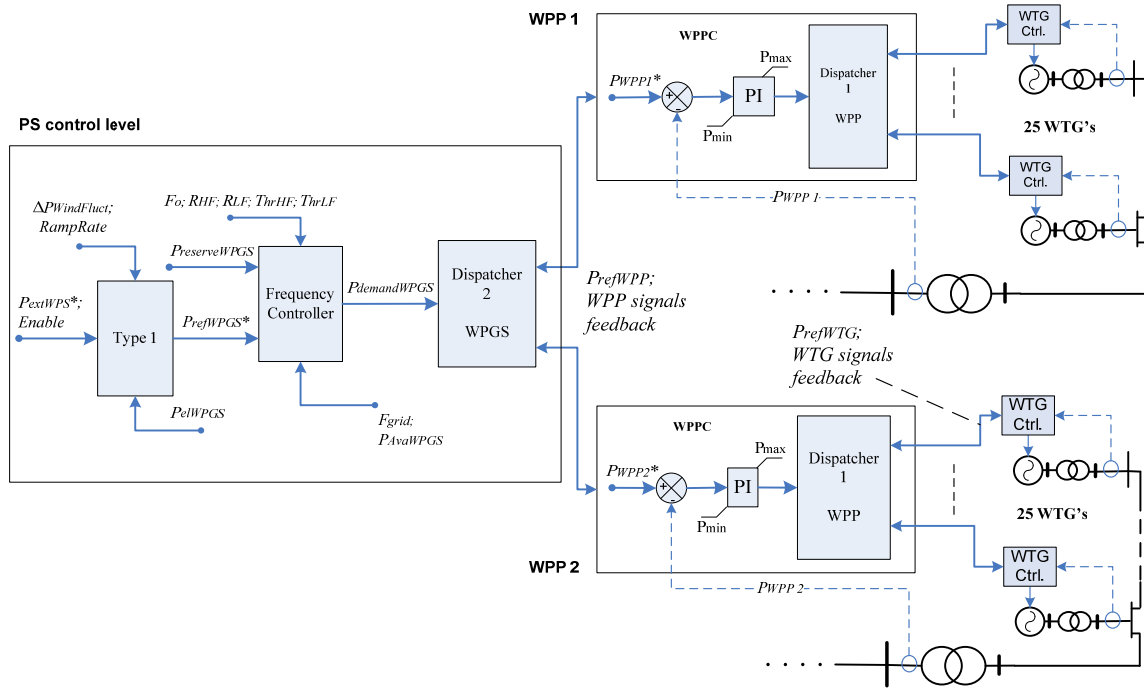 PS control level
ΔPWindFluct;
RampRate
Fo; RHF; RLF; ThrHF; ThrLF
PreserveWPGS
PextWPS*;
Enable
Type 1
PrefWPGS*
Frequency
Controller
PdemandWPGS
Dispatcher
2
WPGS
PelWPGS
Fgrid;
PAvaWPGS
PrefWPP;
WPP signals
feedback
WPP 1
WPPC
PWPP1*
+
-
Pmax
PI
Pmin
Dispatcher
1
WPP
PWPP 1
WTG
Ctrl.
25 WTG's
WTG
Ctrl.
PrefWTG;
WTG signals
feedback
WPPC
PWPP2*
+
-
Pmax
PI
Pmin
Dispatcher
1
WPP
WPP 2
PWPP 2
WTG
Ctrl.
25 WTG's
WTG
Ctrl.